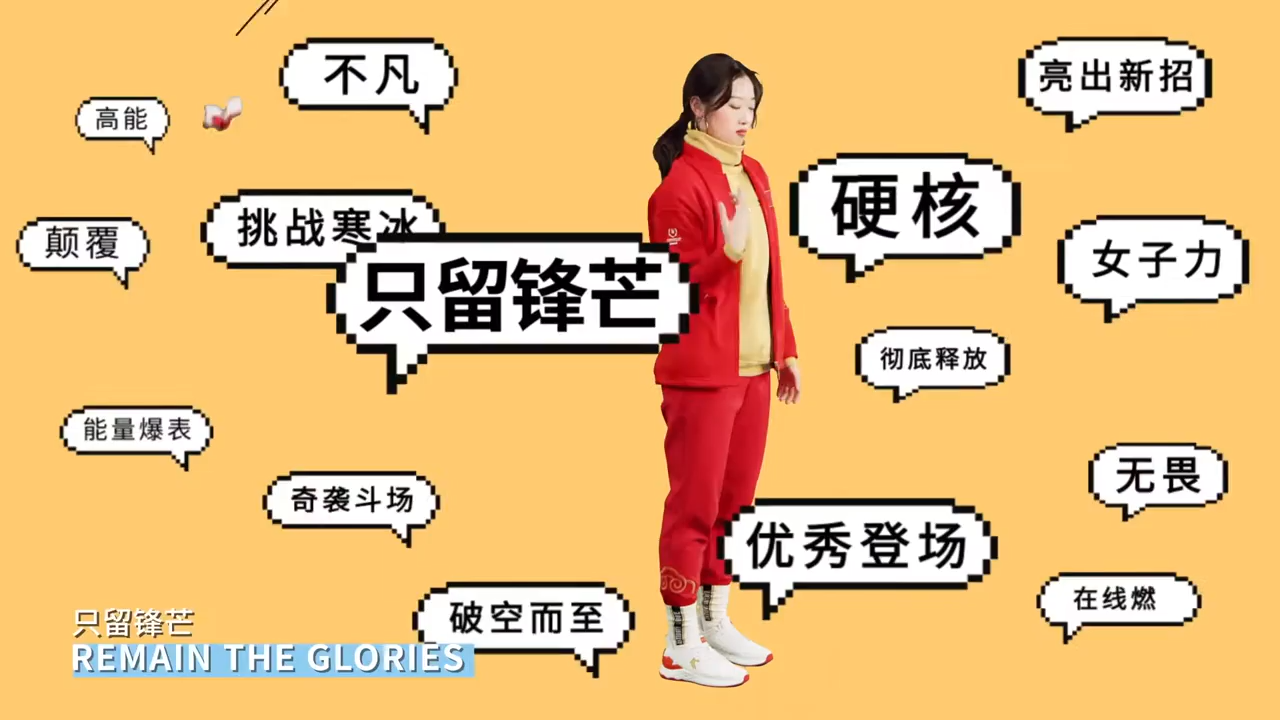 不凡
亮出新招
高能
硬核
挑战寒冰
颠覆
女子力
只留锋芒
彻底释放
能量爆表
无畏
奇袭斗场
优秀登场
在线燃
破空而至
只留锋芒
REMAIN THE GLORIES